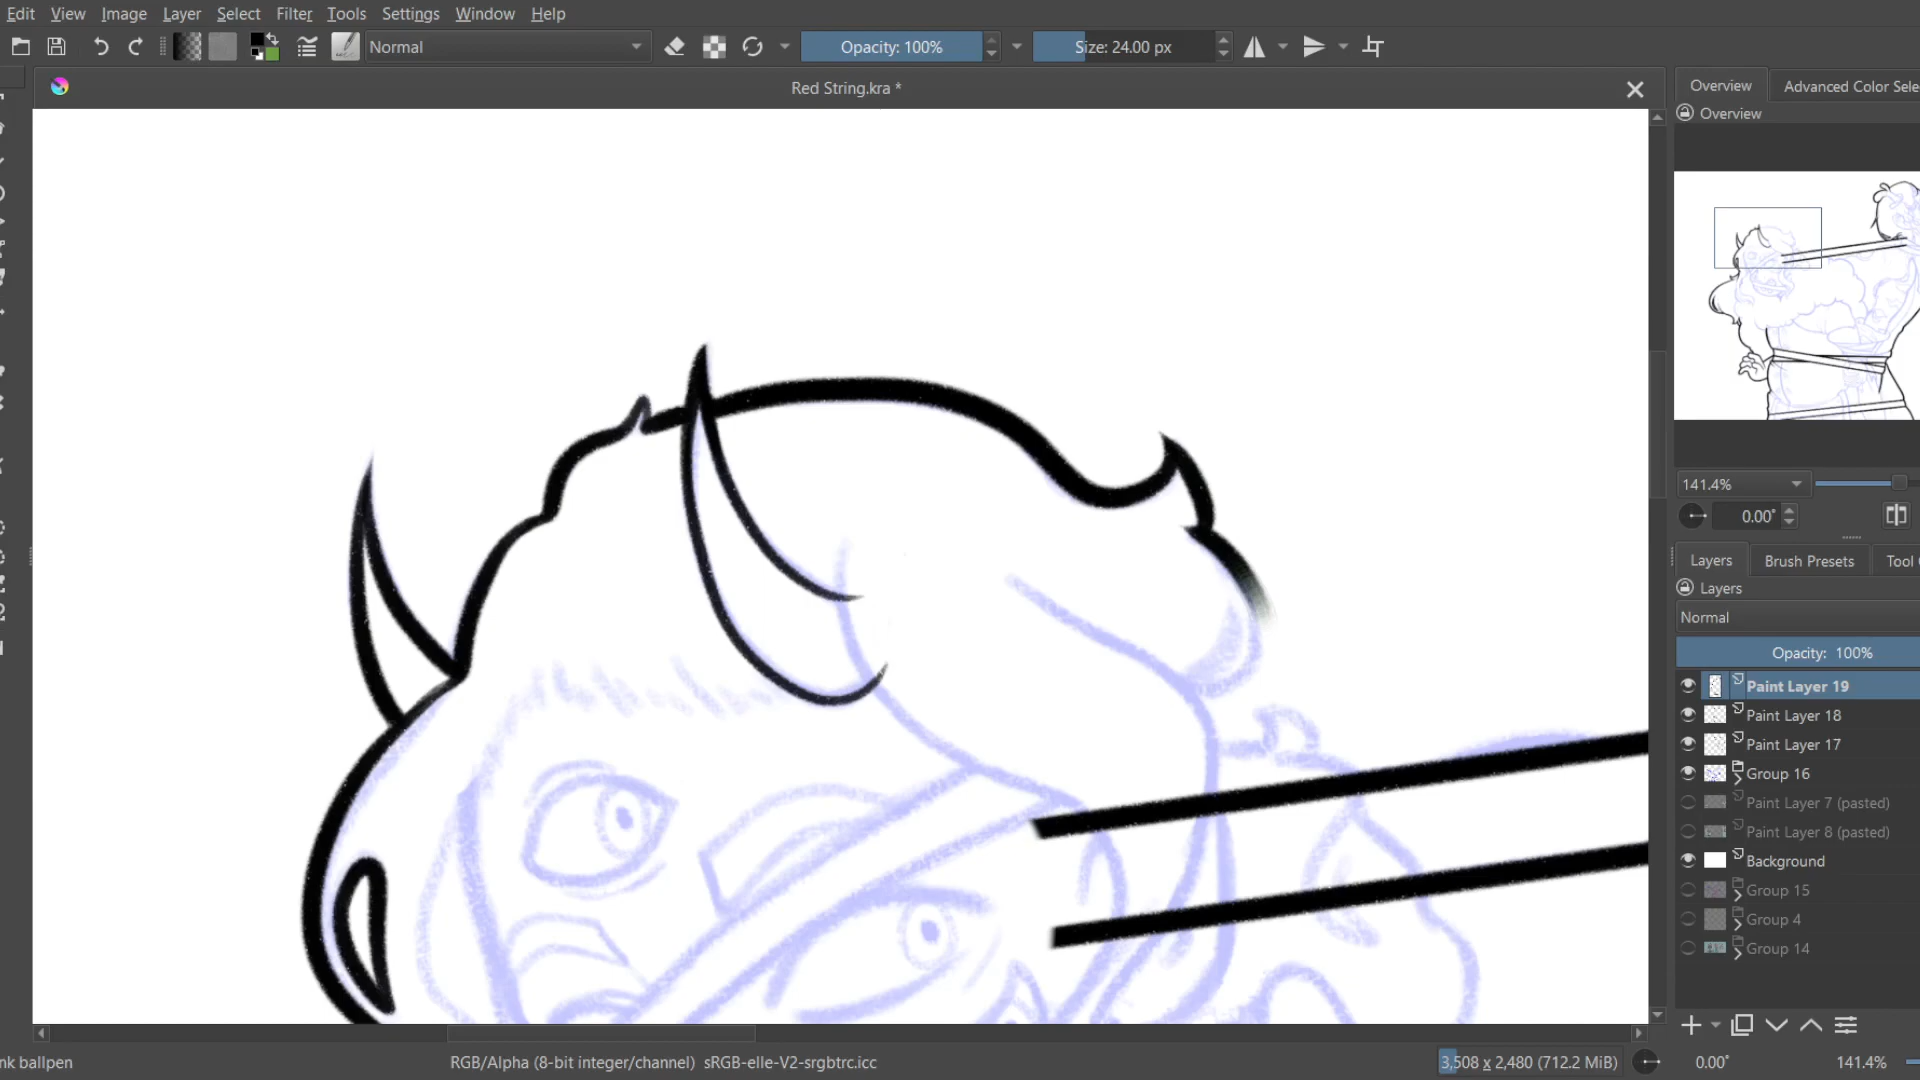 Edit View Image Layer Select Filter Tools Settings Window Help
Normal Opacity: 100% Size: 24.00 px
Red String.kra *
Overview Advanced Color Sele
Overview
141.4%
0.00°
Layers Brush Presets Tool
Layers
Normal
Opacity: 100%
Paint Layer 19
Paint Layer 18
Paint Layer 17
Group 16
Paint Layer 7 (pasted)
Paint Layer 8 (pasted)
Background
Group 15
Group 4
Group 14
nk ballpen RGB/Alpha (8-bit integer/channel) sRGB-elle-V2-srgbtrc.icc 3,508 x 2,480 (712.2 MiB) 0.00° 141.4%